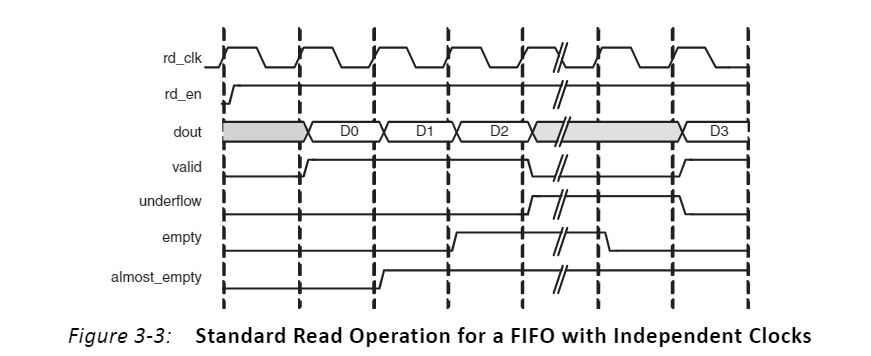 rd_clk
rd_en
dout D0 D1 D2 D3
valid
underflow
empty
almost_empty
Figure 3-3: Standard Read Operation for a FIFO with Independent Clocks